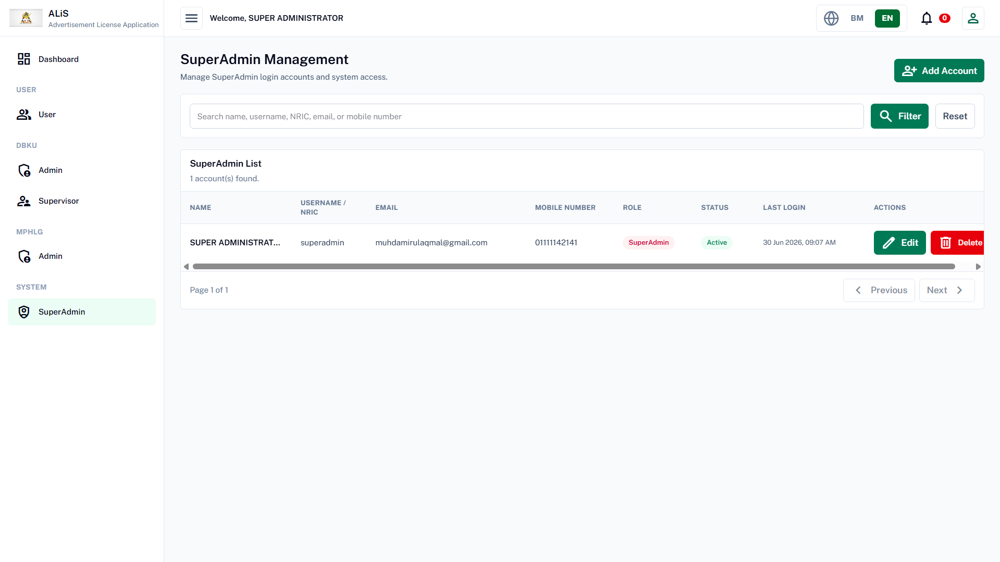 ALiS
ALiS
Advertisement License Application
Welcome, SUPER ADMINISTRATOR
BM
EN
0
Dashboard
USER
User
DBKU
Admin
Supervisor
MPHLG
Admin
SYSTEM
SuperAdmin
SuperAdmin Management
Manage SuperAdmin login accounts and system access.
Add Account
Search name, username, NRIC, email, or mobile number
Filter
Reset
SuperAdmin List
1 account(s) found.
NAME
USERNAME /
NRIC
EMAIL
MOBILE NUMBER
ROLE
STATUS
LAST LOGIN
ACTIONS
SUPER ADMINISTRAT...
superadmin
muhdamirulaqmal@gmail.com
01111142141
SuperAdmin
Active
30 Jun 2026, 09:07 AM
Edit
Delete
Page 1 of 1
Previous
Next